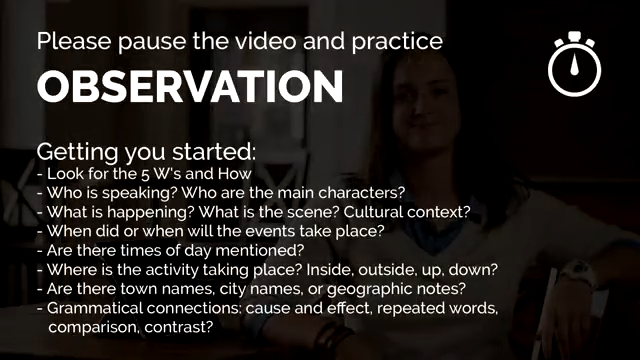 Please pause the video and practice
OBSERVATION
Getting you started:
- Look for the 5 W's and How
- Who is speaking? Who are the main characters?
- What is happening? What is the scene? Cultural context?
- When did or when will the events take place?
- Are there times of day mentioned?
- Where is the activity taking place? Inside, outside, up, down?
- Are there town names, city names, or geographic notes?
- Grammatical connections: cause and effect, repeated words,
comparison, contrast?